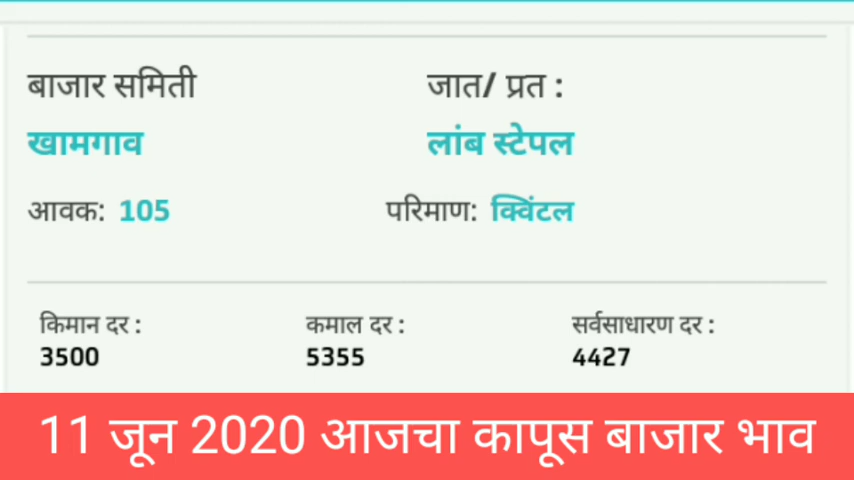 बाजार समिती जात/ प्रत :
खामगाव लांब स्टेपल
आवक: 105 परिमाण: क्विंटल
किमान दर : कमाल दर : सर्वसाधारण दर :
3500 5355 4427
11 जून 2020 आजचा कापूस बाजार भाव